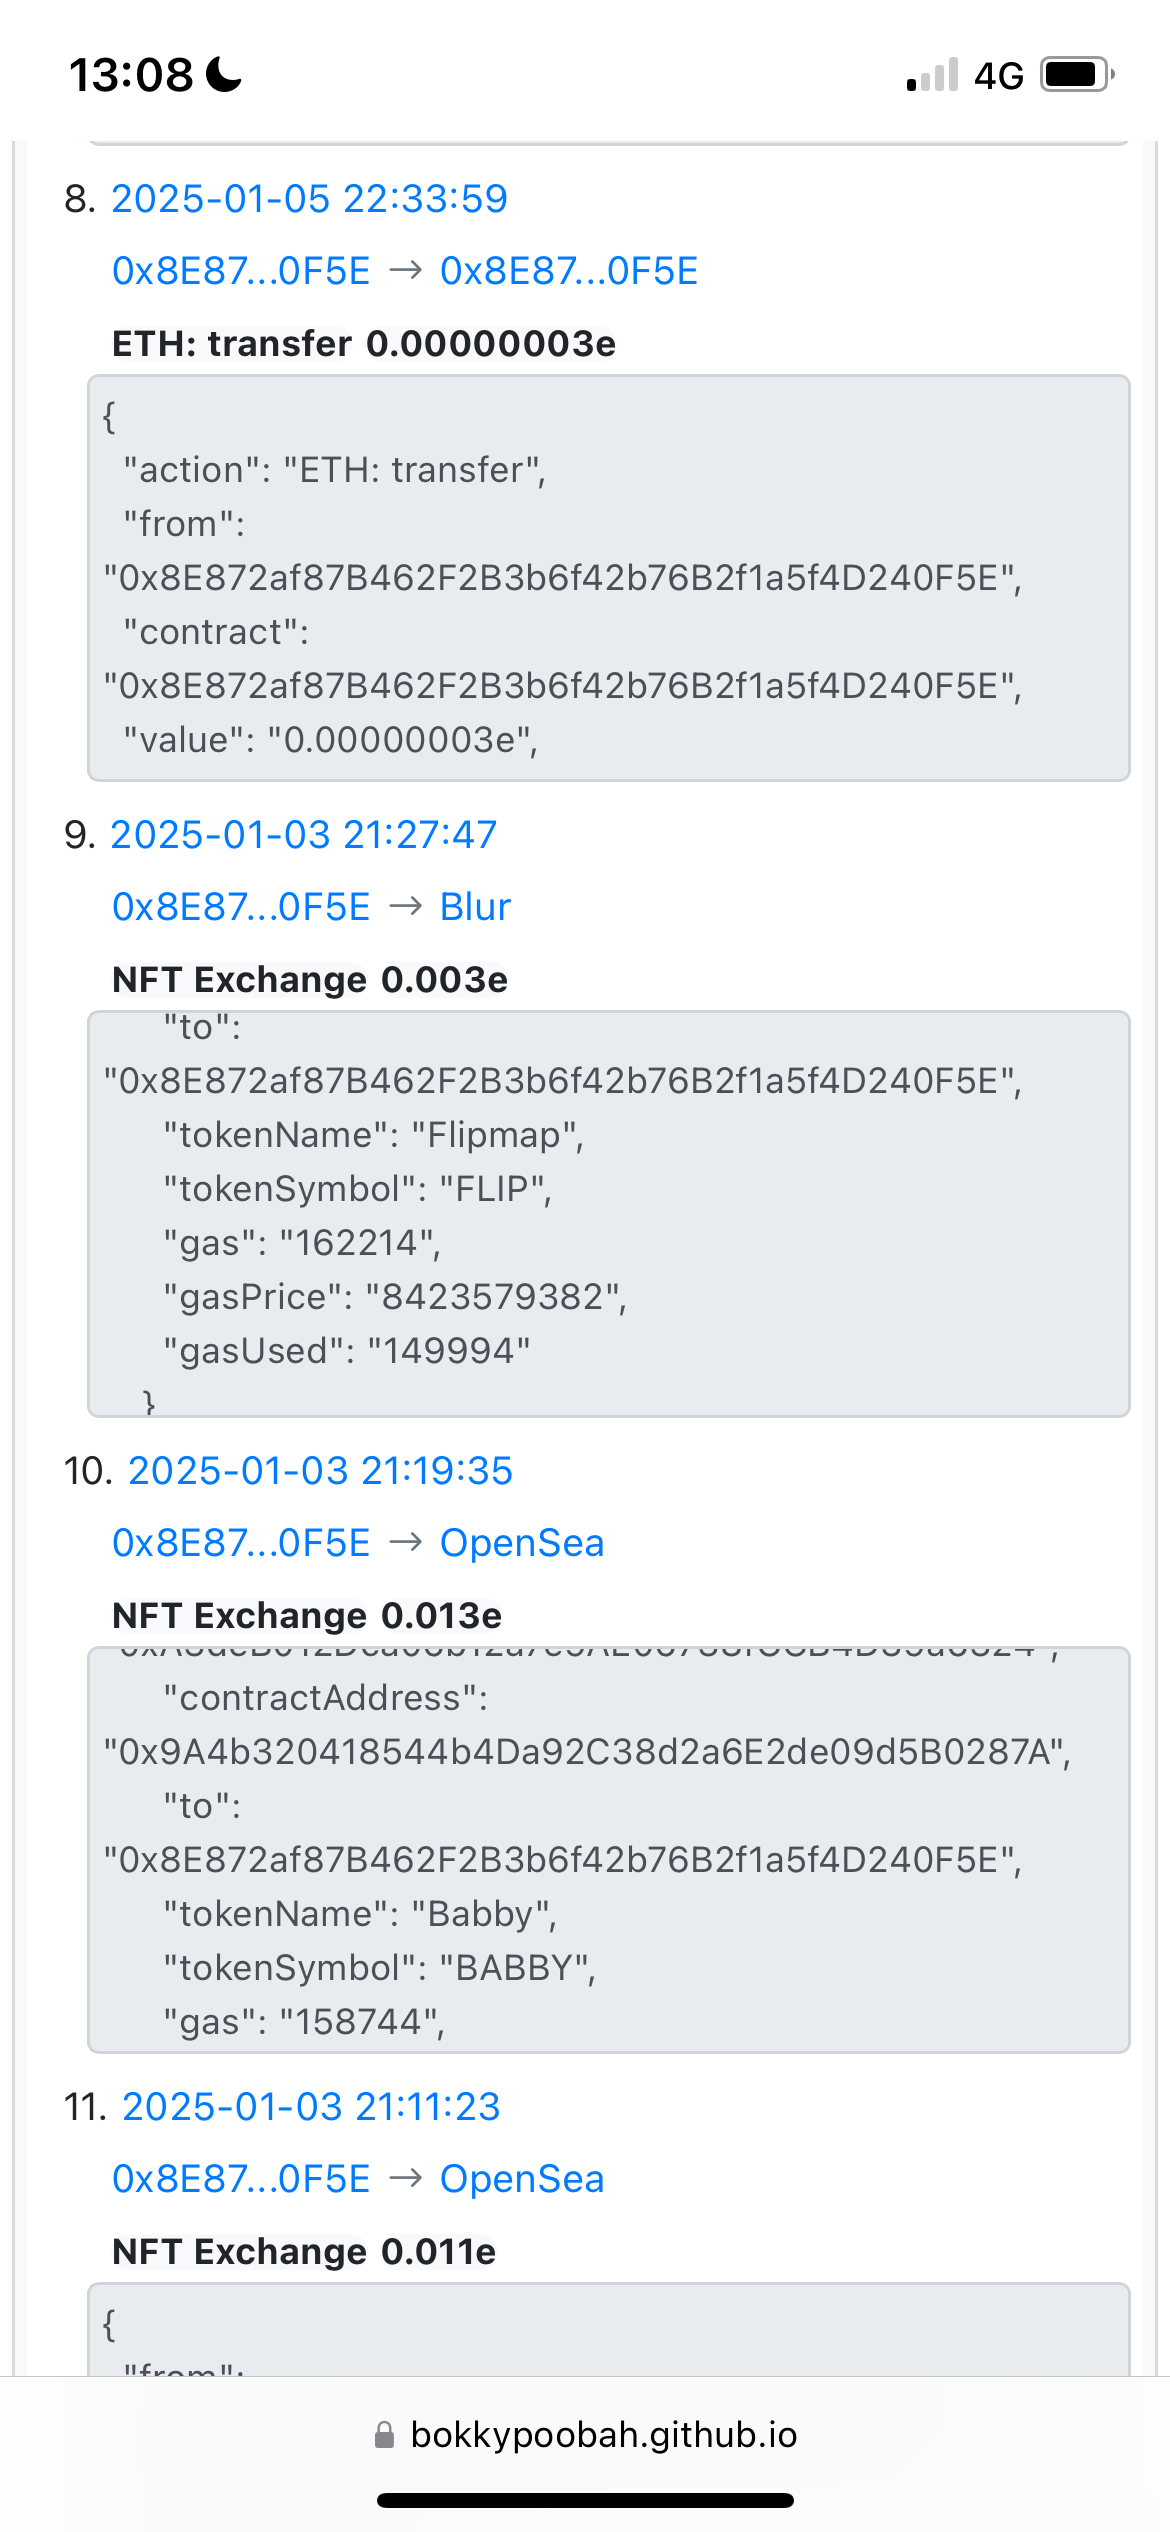 13:08
4G
8. 2025-01-05 22:33:59
0x8E87...0F5E → 0x8E87...0F5E
ETH: transfer 0.00000003e
{
"action": "ETH: transfer",
"from":
"0x8E872af87B462F2B3b6f42b76B2f1a5f4D240F5E",
"contract":
"0x8E872af87B462F2B3b6f42b76B2f1a5f4D240F5E",
"value": "0.00000003e",
9. 2025-01-03 21:27:47
0x8E87...0F5E → Blur
NFT Exchange 0.003e
"to":
"0x8E872af87B462F2B3b6f42b76B2f1a5f4D240F5E",
"tokenName": "Flipmap",
"tokenSymbol": "FLIP",
"gas": "162214",
"gasPrice": "8423579382",
"gasUsed": "149994"
}
10. 2025-01-03 21:19:35
0x8E87...0F5E → OpenSea
NFT Exchange 0.013e
"contractAddress":
"0x9A4b320418544b4Da92C38d2a6E2de09d5B0287A",
"to":
"0x8E872af87B462F2B3b6f42b76B2f1a5f4D240F5E",
"tokenName": "Babby",
"tokenSymbol": "BABBY",
"gas": "158744",
11. 2025-01-03 21:11:23
0x8E87...0F5E → OpenSea
NFT Exchange 0.011e
{
"from":
bokkypoobah.github.io